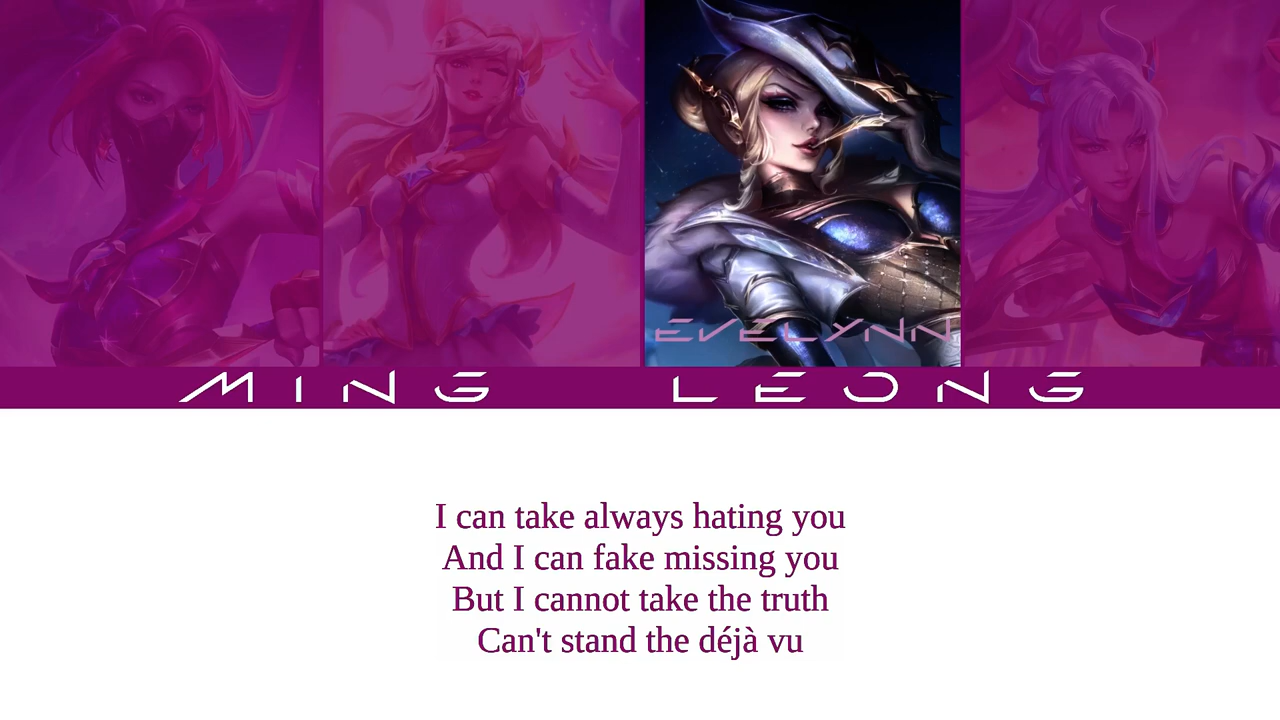 EVELYNN
MING LEONG
I can take always hating you
And I can fake missing you
But I cannot take the truth
Can't stand the déjà vu